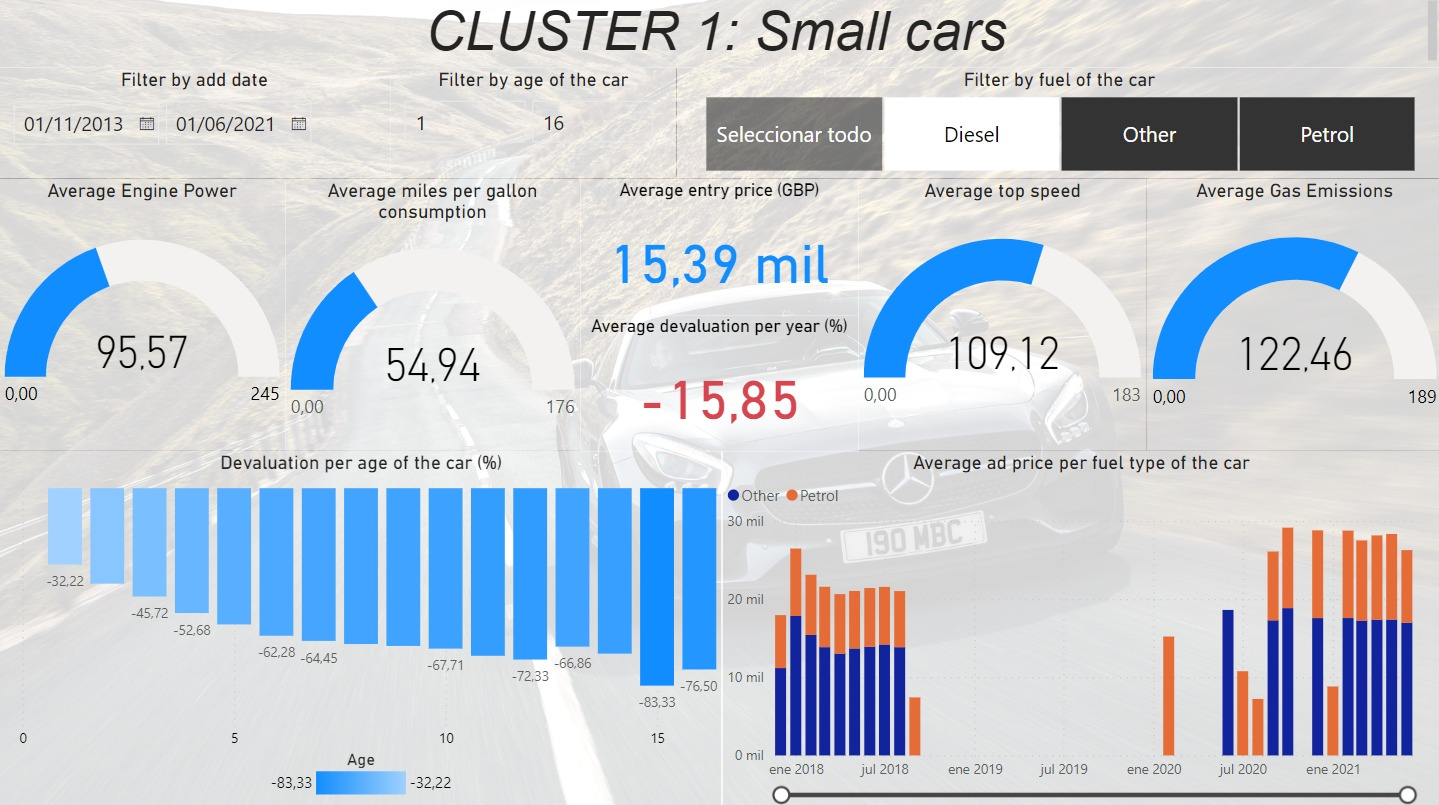 CLUSTER 1: Small cars
Filter by add date
Filter by age of the car
Filter by fuel of the car
01/11/2013
01/06/2021
1
16
Seleccionar todo
Diesel
Other
Petrol
Average Engine Power
95,57
0,00
245
Average miles per gallon
consumption
54,94
0,00
176
Average entry price (GBP)
15,39 mil
Average devaluation per year (%)
-15,85
Average top speed
109,12
0,00
183
Average Gas Emissions
122,46
0,00
189
Devaluation per age of the car (%)
-32,22
-45,72
-52,68
-62,28
-64,45
-67,71
-72,33
-66,86
-83,33
-76,50
0
5
10
15
Age
-83,33
-32,22
Average ad price per fuel type of the car
Other
Petrol
30 mil
20 mil
10 mil
0 mil
ene 2018
jul 2018
ene 2019
jul 2019
ene 2020
jul 2020
ene 2021
190 MBC